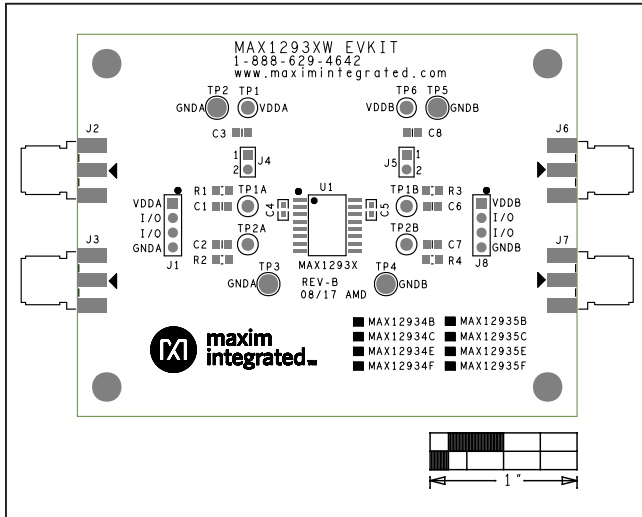 MAX1293XW EVKIT
1-888-629-4642
www.maximintegrated.com
TP2 TP1 TP6 TP5
GNDA VDDA VDDB GNDB
C3 C8
J2 J6
1 2 J4 J5 1 2
U1
R1 TP1A TP1B R3
VDDA C1 C4 C5 C6 VDDB
I/O I/O
I/O I/O
GNDA C2 TP2A TP2B C7 GNDB
J3 J7
J1 R2 R4 J8
MAX1293X
TP3 TP4
GNDA REV-B GNDB
08/17 AMD
maxim
integrated™
MAX12934B MAX12935B
MAX12934C MAX12935C
MAX12934E MAX12935E
MAX12934F MAX12935F
1"